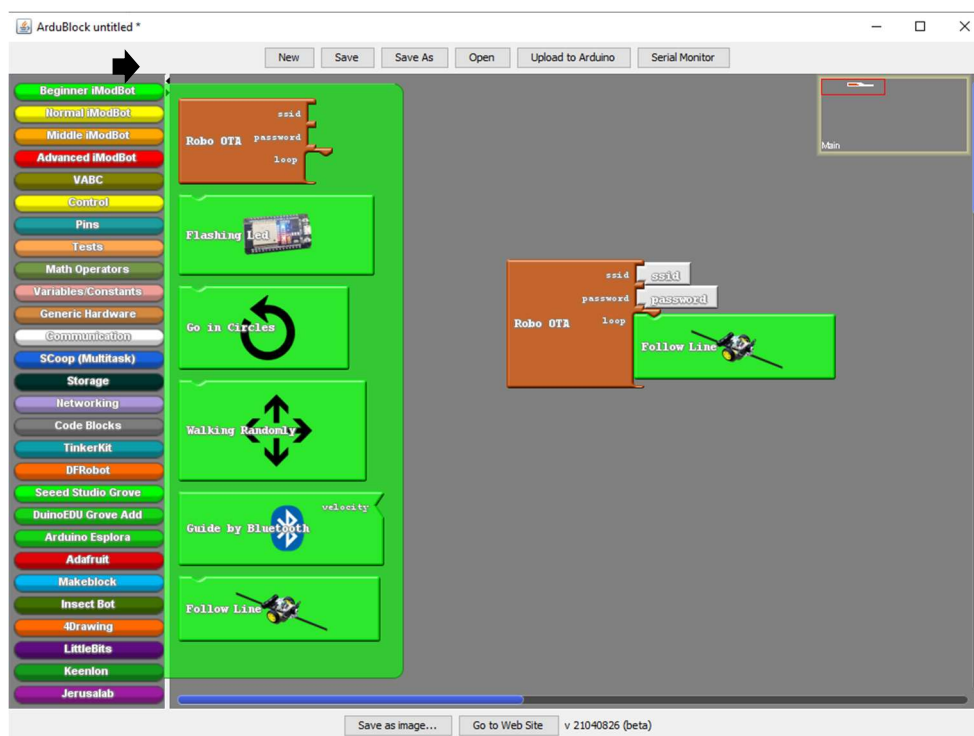 ArduBlock untitled *
New Save Save As Open Upload to Arduino Serial Monitor
Beginner iModBot
Normal iModBot
Middle iModBot
Advanced iModBot
VABC
Control
Pins
Tests
Math Operators
Variables/Constants
Generic Hardware
Communication
SCoop (Multitask)
Storage
Networking
Code Blocks
TinkerKit
DFRobot
Seeed Studio Grove
DuinoEDU Grove Add
Arduino Esplora
Adafruit
Makeblock
Insect Bot
4Drawing
LittleBits
Keenlon
Jerusalab
ssid
Robo OTA password
loop
Flashing Led
Go in Circles
Walking Randomly
velocity
Guide by Bluetooth
Follow Line
Main
ssid ssid
password password
Robo OTA loop
Follow Line
Save as image... Go to Web Site v 21040826 (beta)